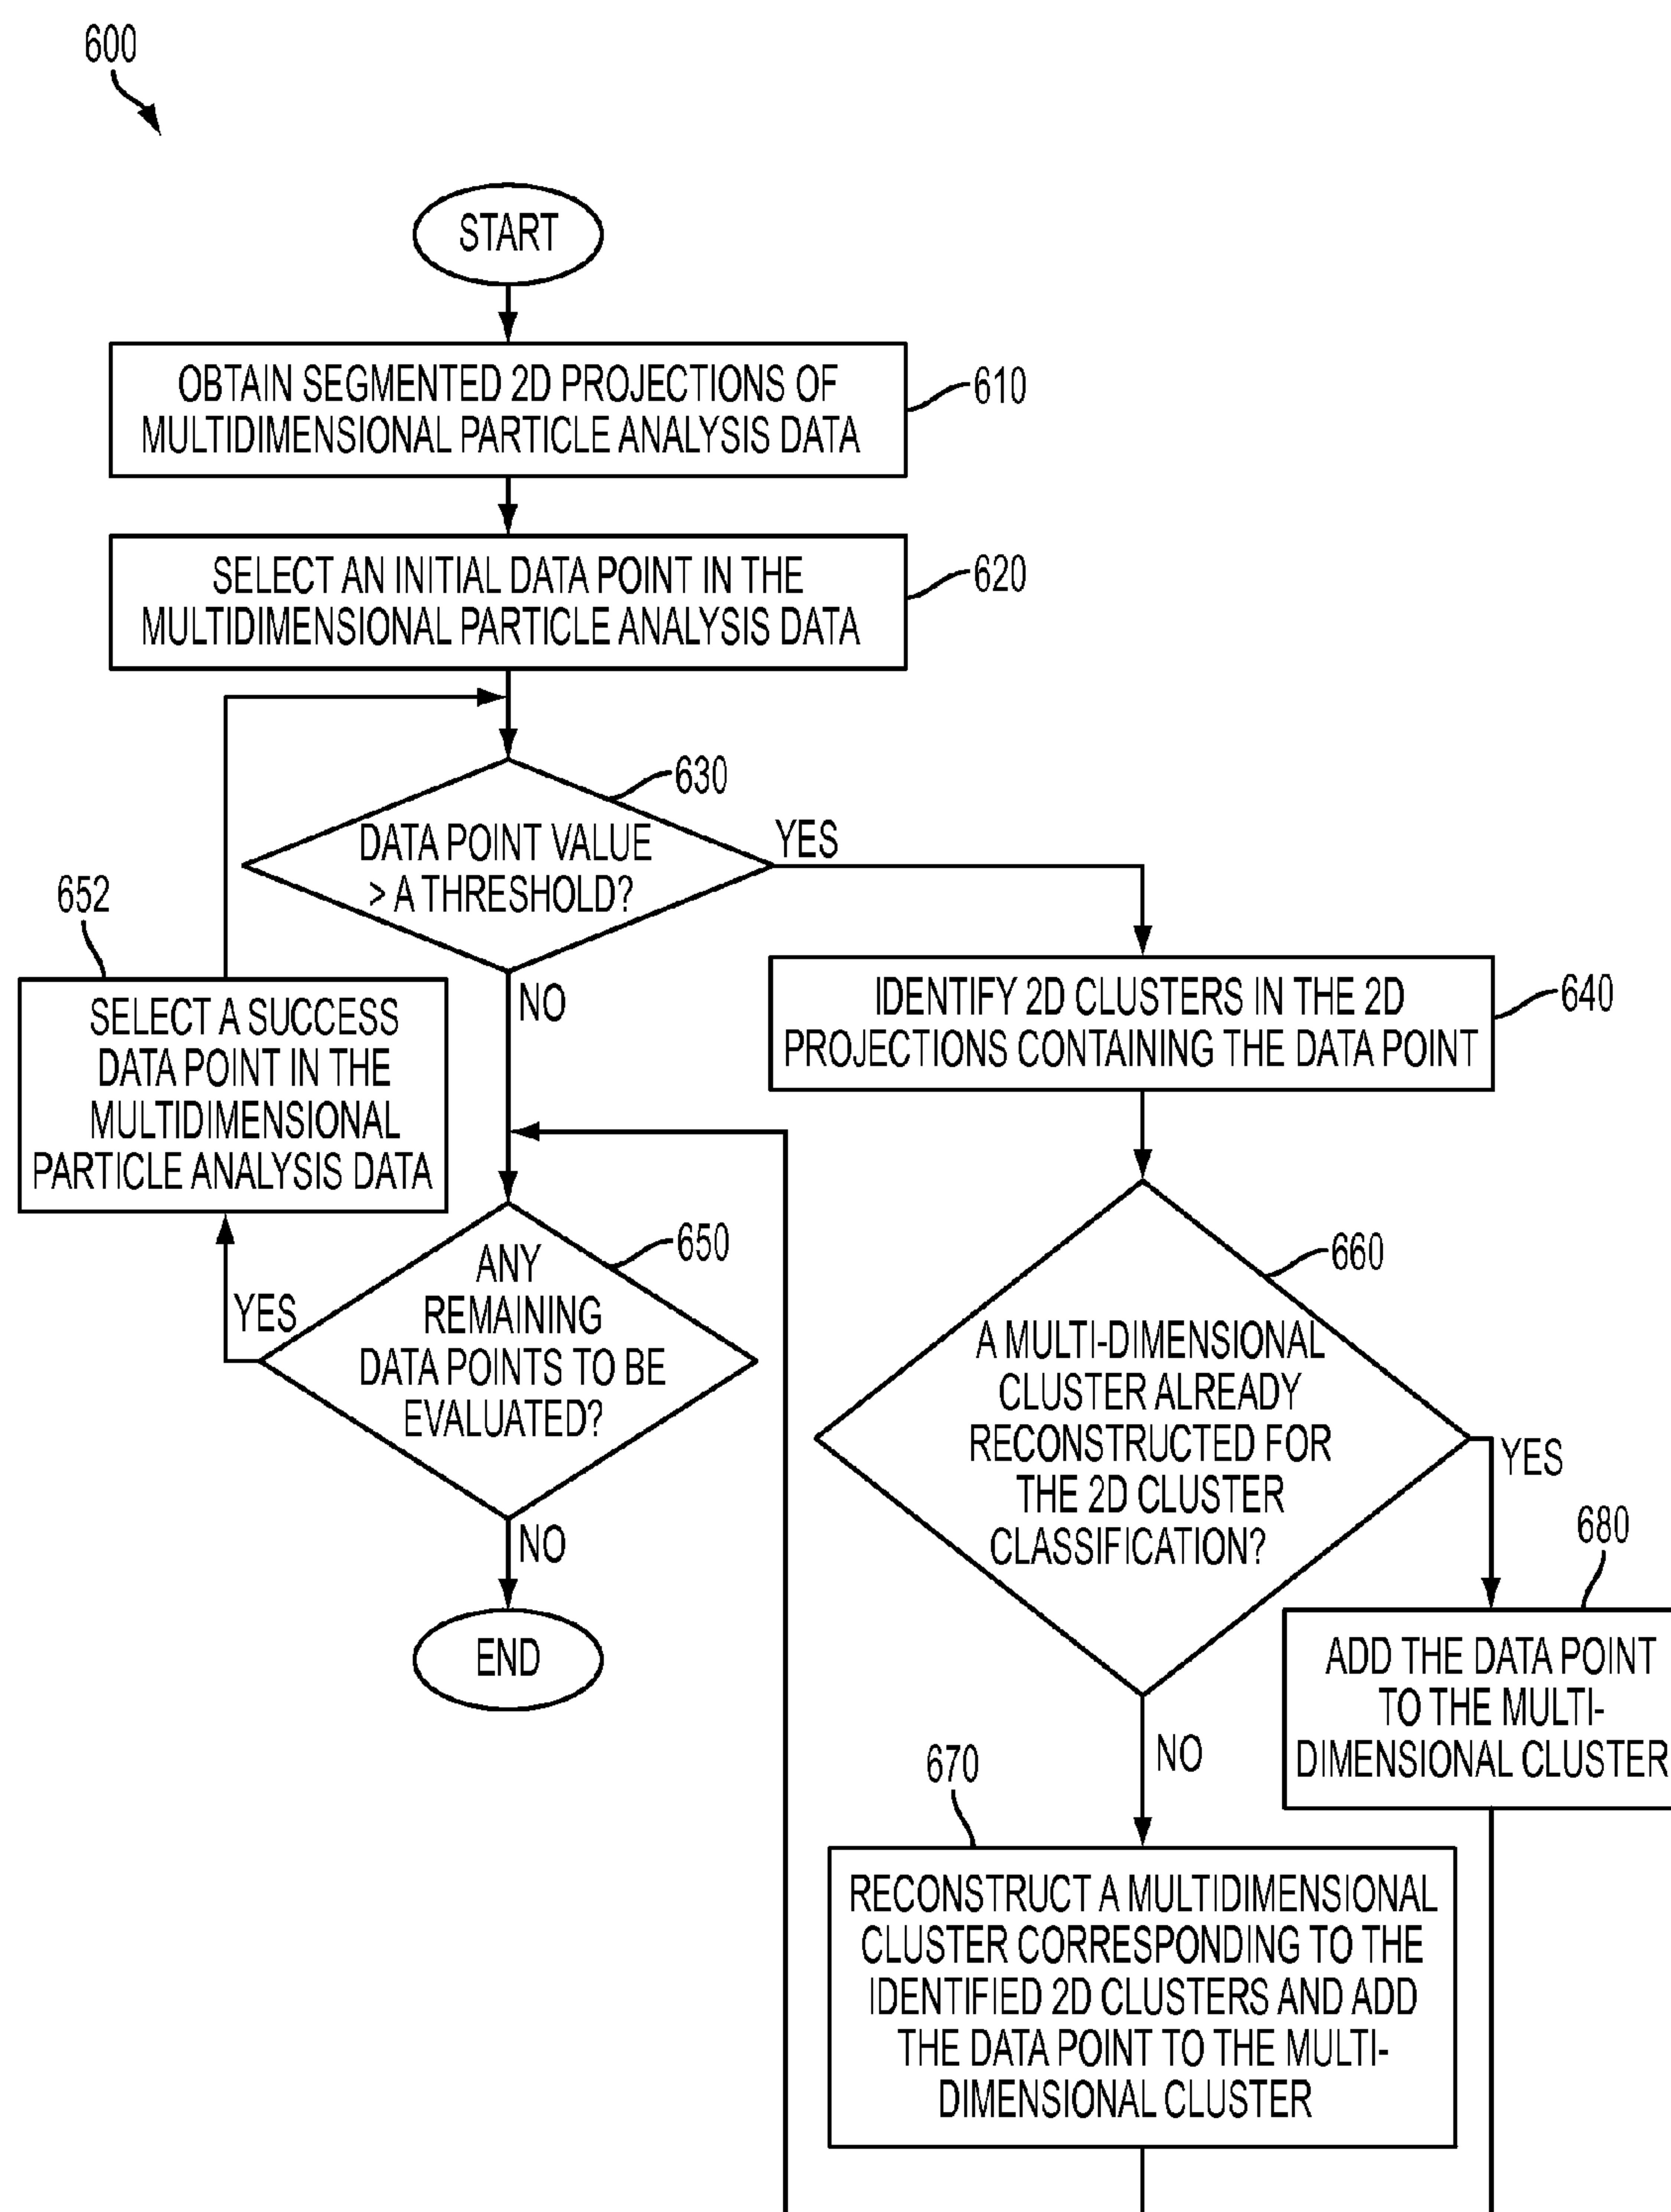 600
START
OBTAIN SEGMENTED 2D PROJECTIONS OF
MULTIDIMENSIONAL PARTICLE ANALYSIS DATA
610
SELECT AN INITIAL DATA POINT IN THE
MULTIDIMENSIONAL PARTICLE ANALYSIS DATA
620
630
DATA POINT VALUE
> A THRESHOLD?
YES
NO
652
SELECT A SUCCESS
DATA POINT IN THE
MULTIDIMENSIONAL
PARTICLE ANALYSIS DATA
IDENTIFY 2D CLUSTERS IN THE 2D
PROJECTIONS CONTAINING THE DATA POINT
640
650
ANY
REMAINING
DATA POINTS TO BE
EVALUATED?
YES
NO
END
660
A MULTI-DIMENSIONAL
CLUSTER ALREADY
RECONSTRUCTED FOR
THE 2D CLUSTER
CLASSIFICATION?
YES
NO
680
ADD THE DATA POINT
TO THE MULTI-
DIMENSIONAL CLUSTER
670
RECONSTRUCT A MULTIDIMENSIONAL
CLUSTER CORRESPONDING TO THE
IDENTIFIED 2D CLUSTERS AND ADD
THE DATA POINT TO THE MULTI-
DIMENSIONAL CLUSTER